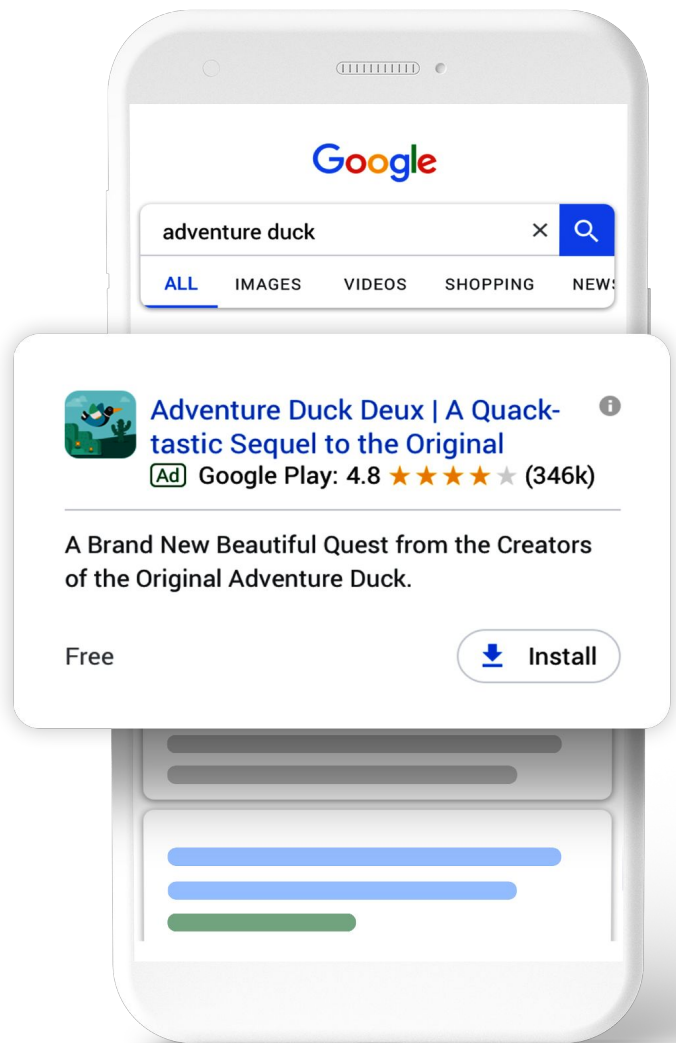 Google
adventure duck
ALL IMAGES VIDEOS SHOPPING NEWS
Adventure Duck Deux | A Quack-
tastic Sequel to the Original
Ad Google Play: 4.8 (346k)
A Brand New Beautiful Quest from the Creators
of the Original Adventure Duck.
Free Install